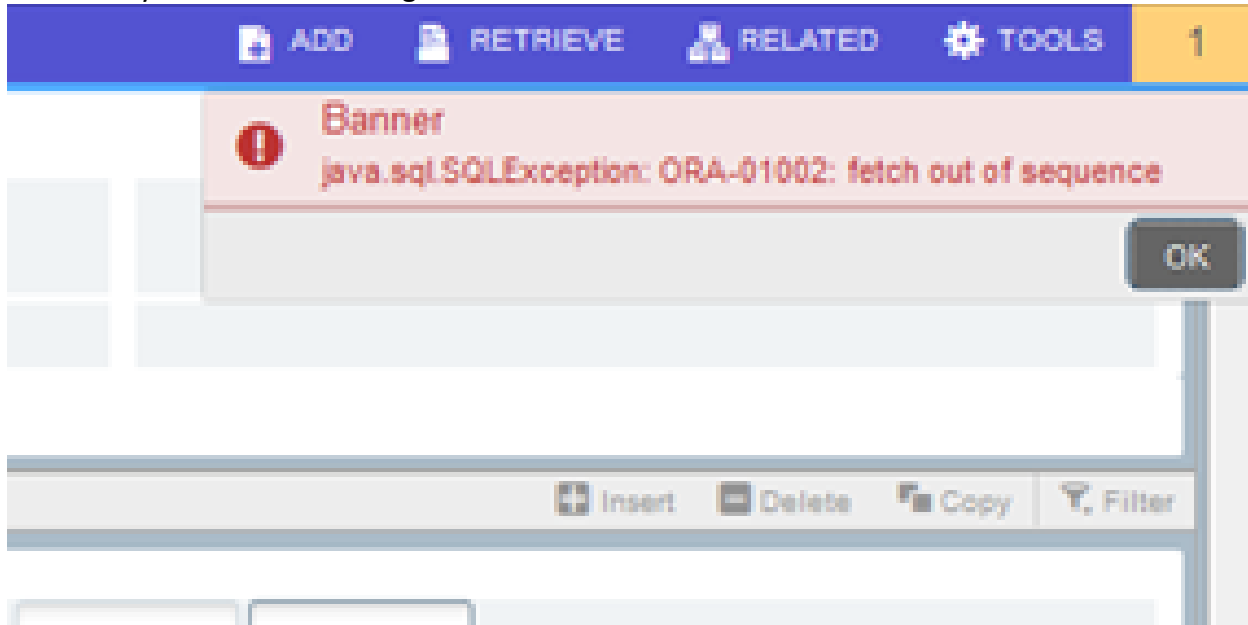 ADD RETRIEVE RELATED TOOLS 1
Banner
java.sql.SQLException: ORA-01002: fetch out of sequence
OK
Insert Delete Copy Filter